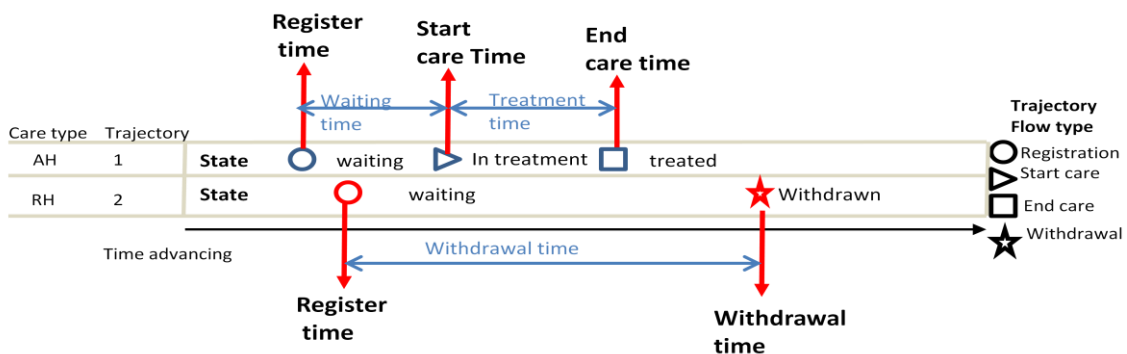 Register
time
Start
care Time
End
care time
Waiting
time
Treatment
time
Trajectory
Flow type
Care type Trajectory
AH 1 State waiting In treatment treated
Registration
Start care
RH 2 State waiting Withdrawn
End care
Withdrawal
Time advancing
Withdrawal time
Register
time
Withdrawal
time